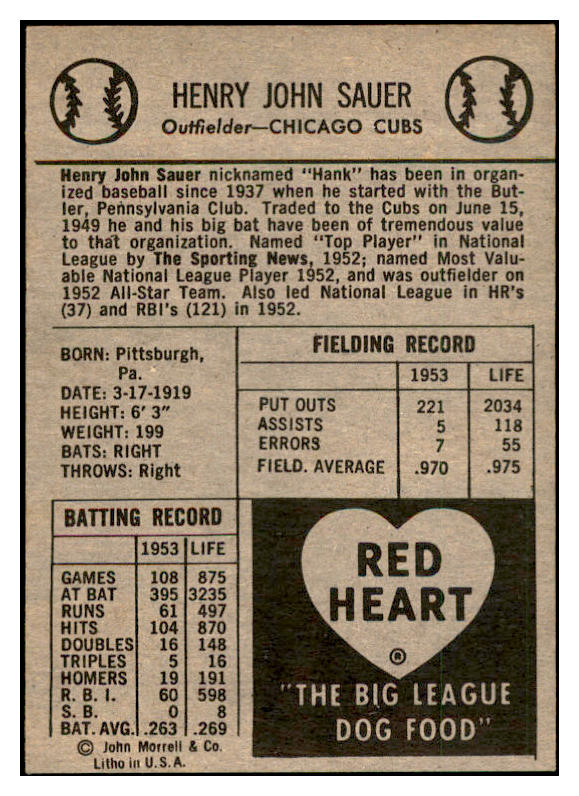 HENRY JOHN SAUER
Outfielder—CHICAGO CUBS
Henry John Sauer nicknamed "Hank" has been in organ-
ized baseball since 1937 when he started with the But-
ler, Pennsylvania Club. Traded to the Cubs on June 15,
1949 he and his big bat have been of tremendous value
to that organization. Named "Top Player" in National
League by The Sporting News, 1952; named Most Valu-
able National League Player 1952, and was outfielder on
1952 All-Star Team. Also led National League in HR's
(37) and RBI's (121) in 1952.
BORN: Pittsburgh,
Pa.
DATE: 3-17-1919
HEIGHT: 6' 3"
WEIGHT: 199
BATS: RIGHT
THROWS: Right
FIELDING RECORD
1953 LIFE
PUT OUTS 221 2034
ASSISTS 5 118
ERRORS 7 55
FIELD. AVERAGE .970 .975
BATTING RECORD
1953 LIFE
GAMES 108 875
AT BAT 395 3235
RUNS 61 497
HITS 104 870
DOUBLES 16 148
TRIPLES 5 16
HOMERS 19 191
R. B. I. 60 598
S. B. 0 8
BAT. AVG. .263 .269
© John Morrell & Co.
Litho in U.S.A.
RED
HEART
®
"THE BIG LEAGUE
DOG FOOD"